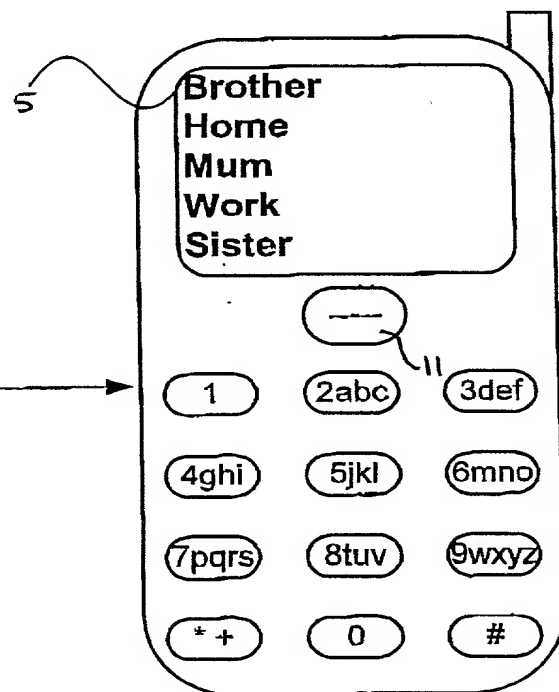 5
Brother
Home
Mum
Work
Sister
11
1 2abc 3def
4ghi 5jkl 6mno
7pqrs 8tuv 9wxyz
* + 0 #